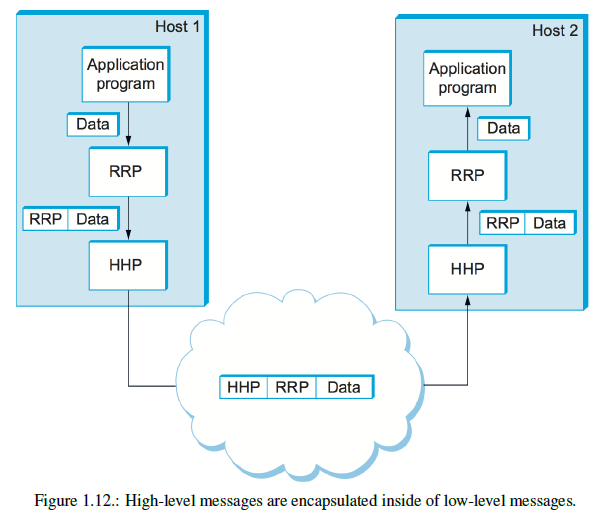 Host 1
Application
program
Data
RRP
RRP Data
HHP
Host 2
Application
program
Data
RRP
RRP Data
HHP
HHP RRP Data
Figure 1.12.: High-level messages are encapsulated inside of low-level messages.